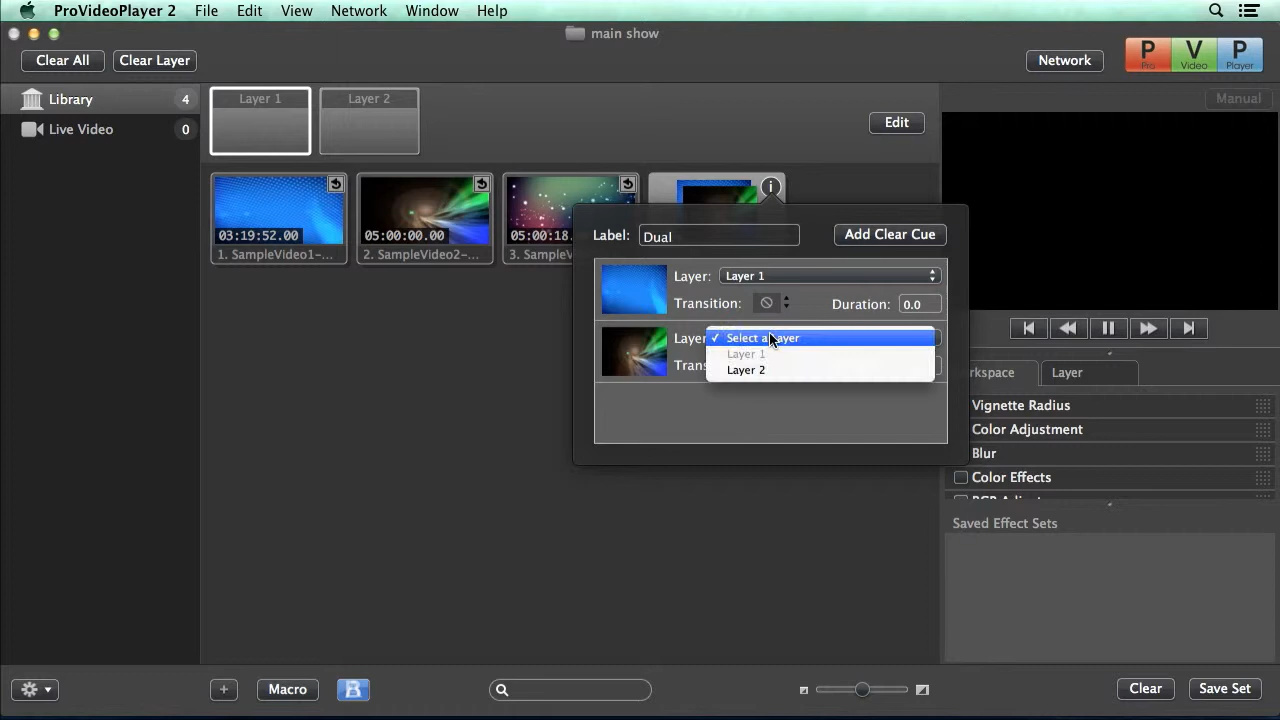 ProVideoPlayer 2 File Edit View Network Window Help
main show
Clear All Clear Layer Network
P V P
Pro Video Player
Library 4
Live Video 0
Layer 1 Layer 2
Edit
Manual
03:19:52.00
05:00:00.00
05:00:18.
1. SampleVideo1-...
2. SampleVideo2-...
3. SampleV
Label: Dual Add Clear Cue
Layer: Layer 1
Transition: Duration: 0.0
Layer Select a Layer
Layer 1
Layer 2
Trans
rkspace Layer
Vignette Radius
Color Adjustment
Blur
Color Effects
Saved Effect Sets
+ Macro Clear Save Set